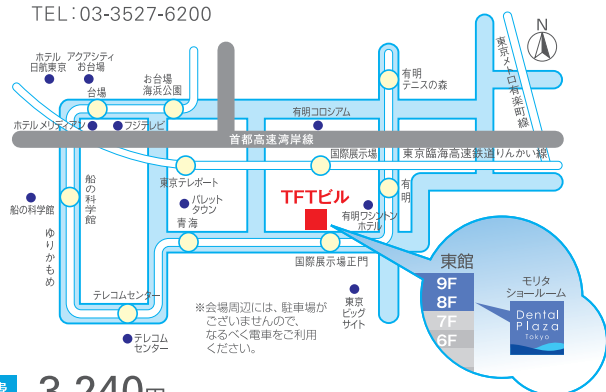 TEL:03-3527-6200
N
ホテル
日航東京
アクアシティ
お台場
台場
お台場
海浜公園
有明
テニスの森
東京メトロ有楽町線
ホテルメリディアン
フジテレビ
有明コロシアム
首都高速湾岸線
国際展示場
東京臨海高速鉄道りんかい線
東京テレポート
船の科学館
船の科学館
ゆりかもめ
パレット
タウン
青海
TFTビル
有明
有明ワシントン
ホテル
国際展示場正門
テレコムセンター
テレコム
センター
※会場周辺には、駐車場が
ございませんので、
なるべく電車をご利用
ください。
東京
ビッグ
サイト
東館
9F
8F
7F
6F
モリタ
ショールーム
Dental
Plaza
Tokyo
3,240円